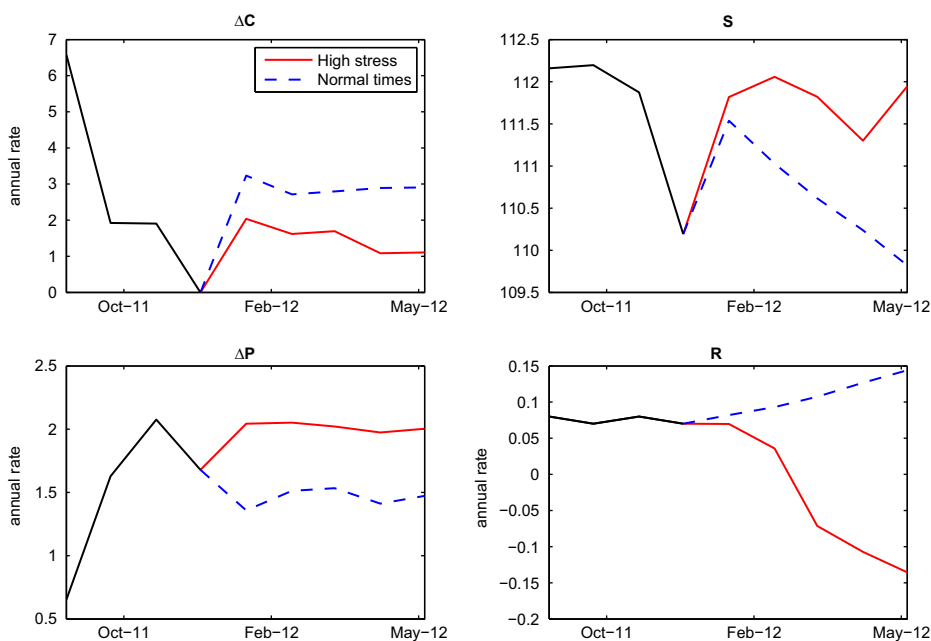 ΔC
7
6
5
4
3
2
1
0
annual rate
High stress
Normal times
Oct−11
Feb−12
May−12
S
112.5
112
111.5
111
110.5
110
109.5
Oct−11
Feb−12
May−12
ΔP
2.5
2
1.5
1
0.5
annual rate
Oct−11
Feb−12
May−12
R
0.15
0.1
0.05
0
−0.05
−0.1
−0.15
−0.2
annual rate
Oct−11
Feb−12
May−12